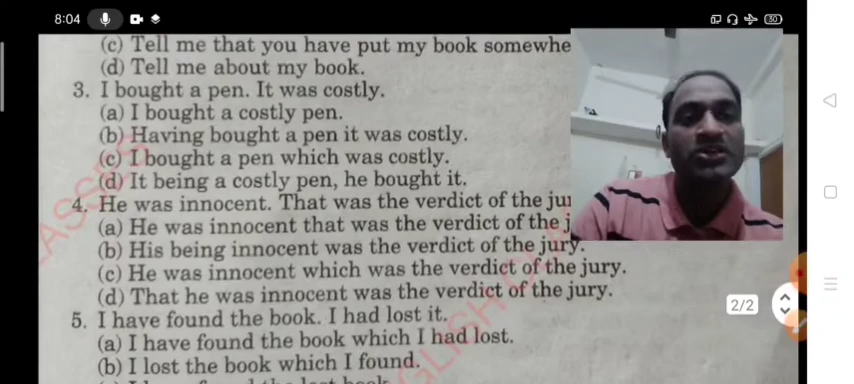 8:04
30
(c) Tell me that you have put my book somewhe
(d) Tell me about my book.
3. I bought a pen. It was costly.
(a) I bought a costly pen.
(b) Having bought a pen it was costly.
(c) I bought a pen which was costly.
(d) It being a costly pen, he bought it.
4. He was innocent. That was the verdict of the ju
(a) He was innocent that was the verdict of the j
(b) His being innocent was the verdict of the jury.
(c) He was innocent which was the verdict of the jury.
(d) That he was innocent was the verdict of the jury.
5. I have found the book. I had lost it.
(a) I have found the book which I had lost.
(b) I lost the book which I found.
2/2